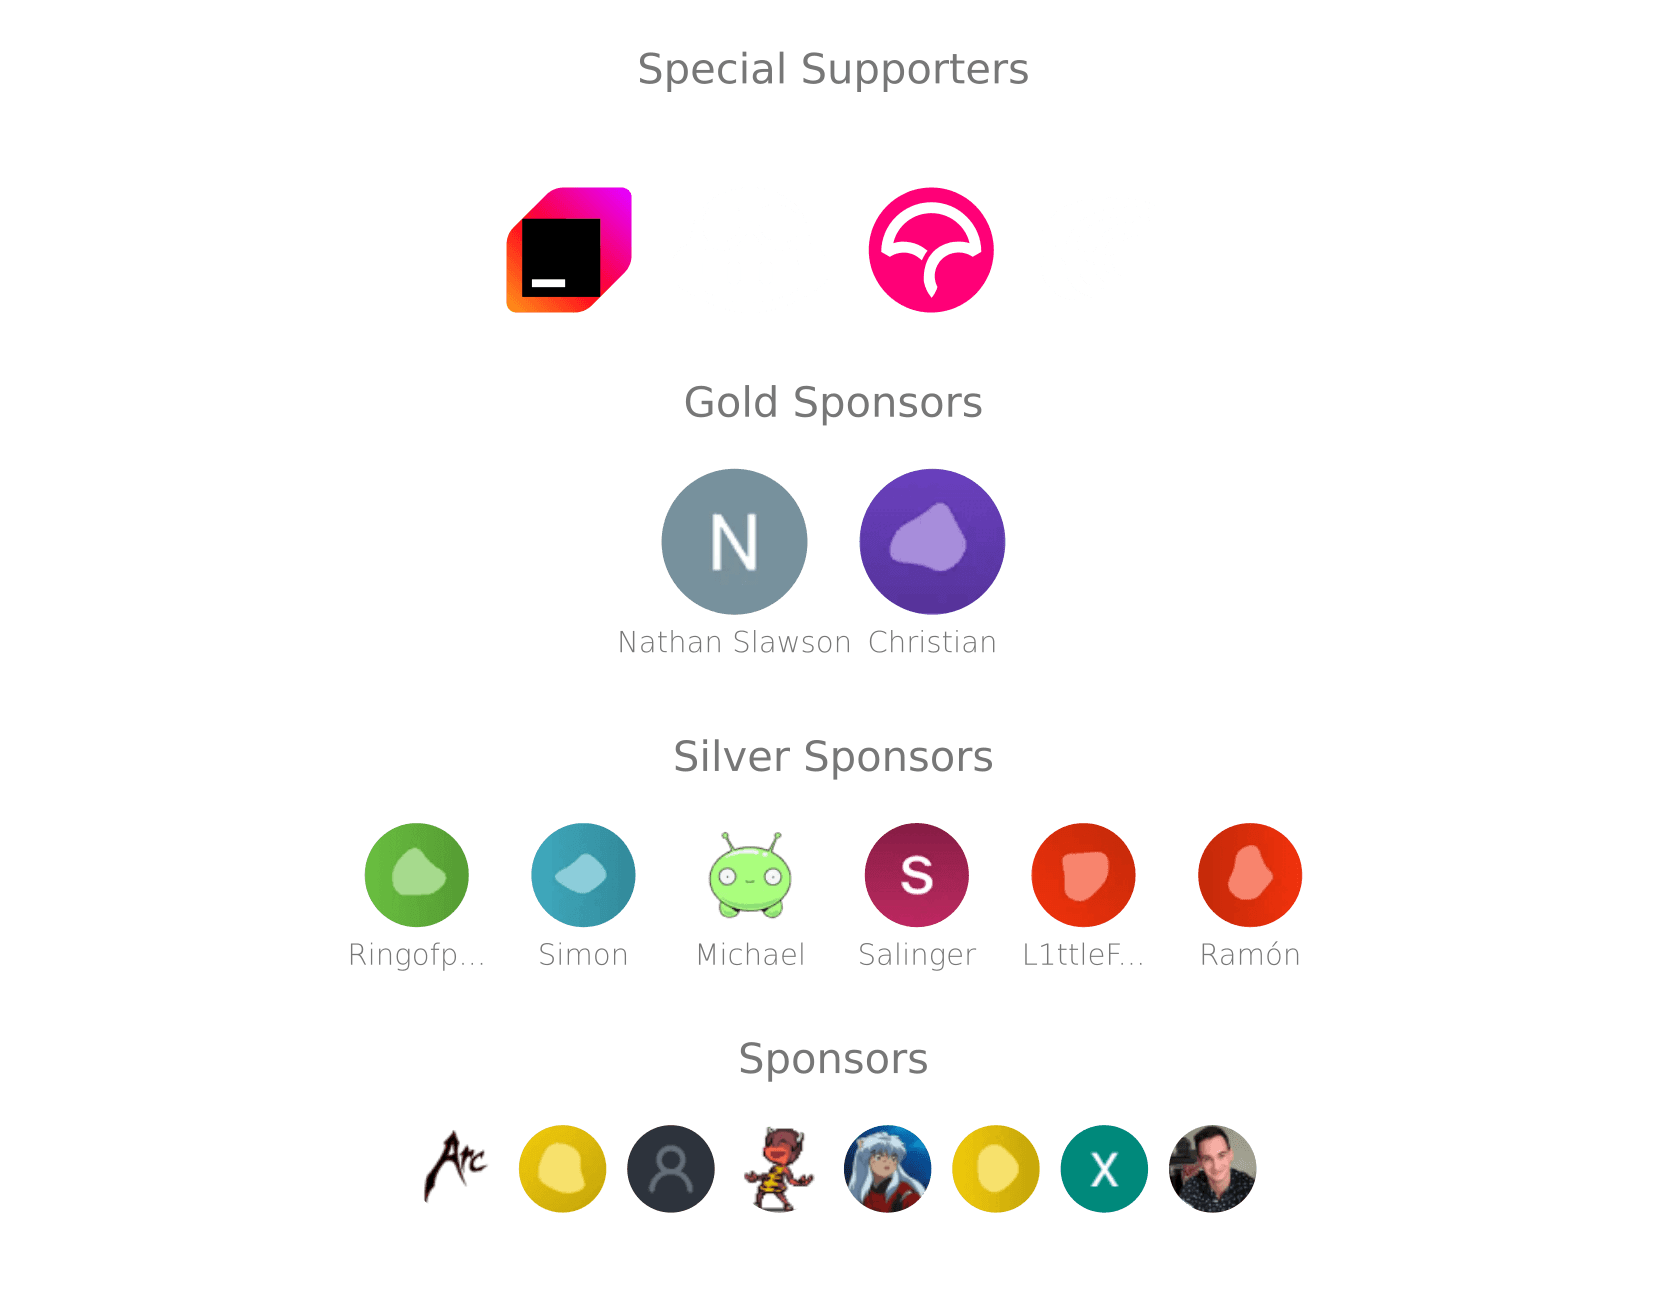 Special Supporters
Gold Sponsors
N
Nathan Slawson Christian
Silver Sponsors
S
Ringofp... Simon Michael Salinger L1ttleF... Ramón
Sponsors
Arc X